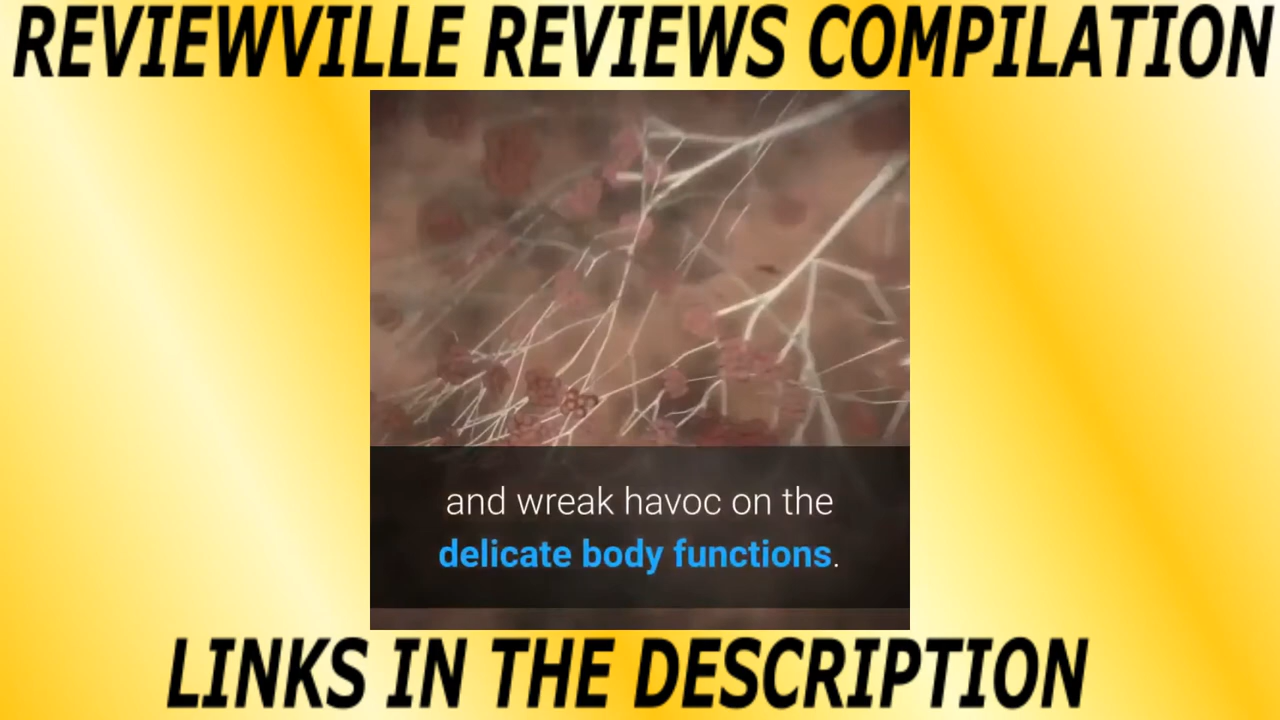 REVIEWVILLE REVIEWS COMPILATION
and wreak havoc on the
delicate body functions.
LINKS IN THE DESCRIPTION